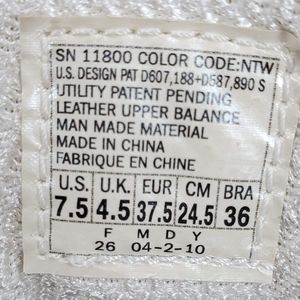 SN 11800 COLOR CODE:NTW
U.S. DESIGN PAT D607,188+D587,890 S
UTILITY PATENT PENDING
LEATHER UPPER BALANCE
MAN MADE MATERIAL
MADE IN CHINA
FABRIQUE EN CHINE
U.S. U.K. EUR CM BRA
7.5 4.5 37.5 24.5 36
F M D Y
26 04-2-10